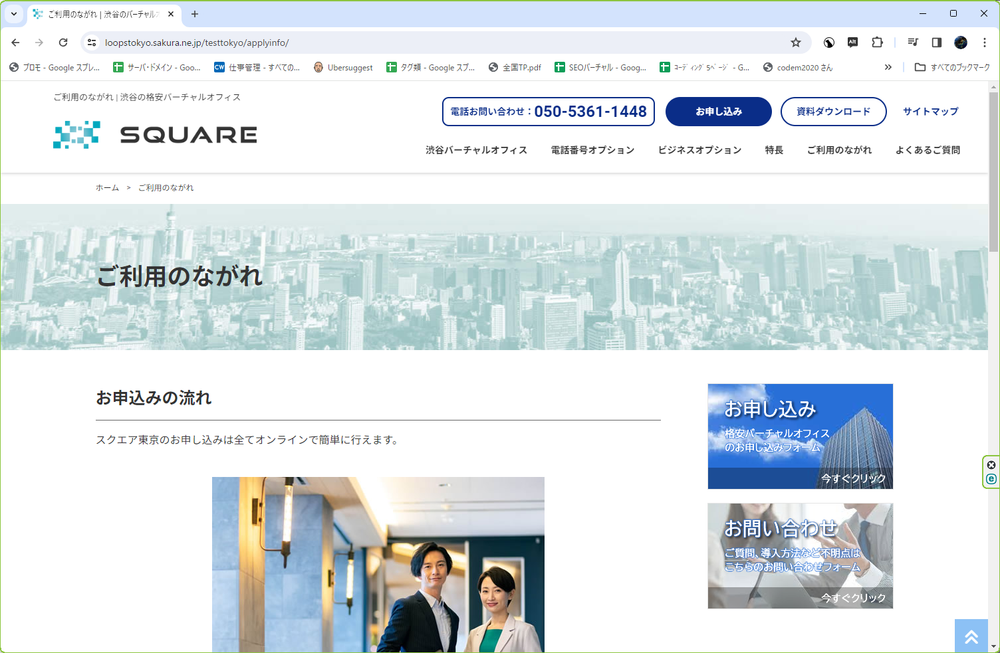 ご利用のながれ | 渋谷のバーチャルオ
loopstokyo.sakura.ne.jp/testtokyo/applyinfo/
プロモ - Google スプレ...
サーバ・ドメイン - Goo...
CW
仕事管理 - すべての...
Ubersuggest
タグ類 - Google スプ...
全国TP.pdf
SEOバーチャル - Goog...
ｺｰﾃﾞｨﾝｸﾞ 5ﾍﾟｰｼﾞ - G...
codem2020 さん
すべてのブックマーク
ご利用のながれ | 渋谷の格安バーチャルオフィス
SQUARE
電話お問い合わせ：050-5361-1448
お申し込み
資料ダウンロード
サイトマップ
渋谷バーチャルオフィス
電話番号オプション
ビジネスオプション
特長
ご利用のながれ
よくあるご質問
ホーム > ご利用のながれ
ご利用のながれ
お申込みの流れ
スクエア東京のお申し込みは全てオンラインで簡単に行えます。
お申し込み
格安バーチャルオフィス
のお申し込みフォーム
今すぐクリック
お問い合わせ
ご質問、導入方法など不明点は
こちらのお問い合わせフォーム
今すぐクリック